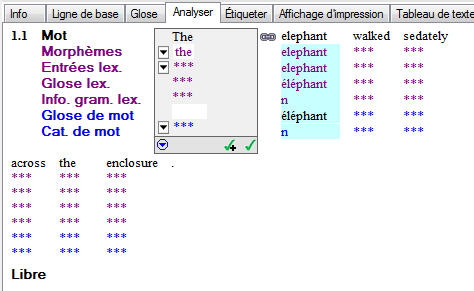 Info Ligne de base Glose Analyser Étiqueter Affichage d'impression Tableau de texte
1.1 Mot The elephant walked sedately
Morphèmes the elephant *** ***
Entrées lex. *** elephant *** ***
Glose lex. *** éléphant *** ***
Info. gram. lex. *** n *** ***
Glose de mot éléphant *** ***
Cat. de mot *** n *** ***
across the enclosure .
*** *** ***
*** *** ***
*** *** ***
*** *** ***
*** *** ***
*** *** ***
Libre